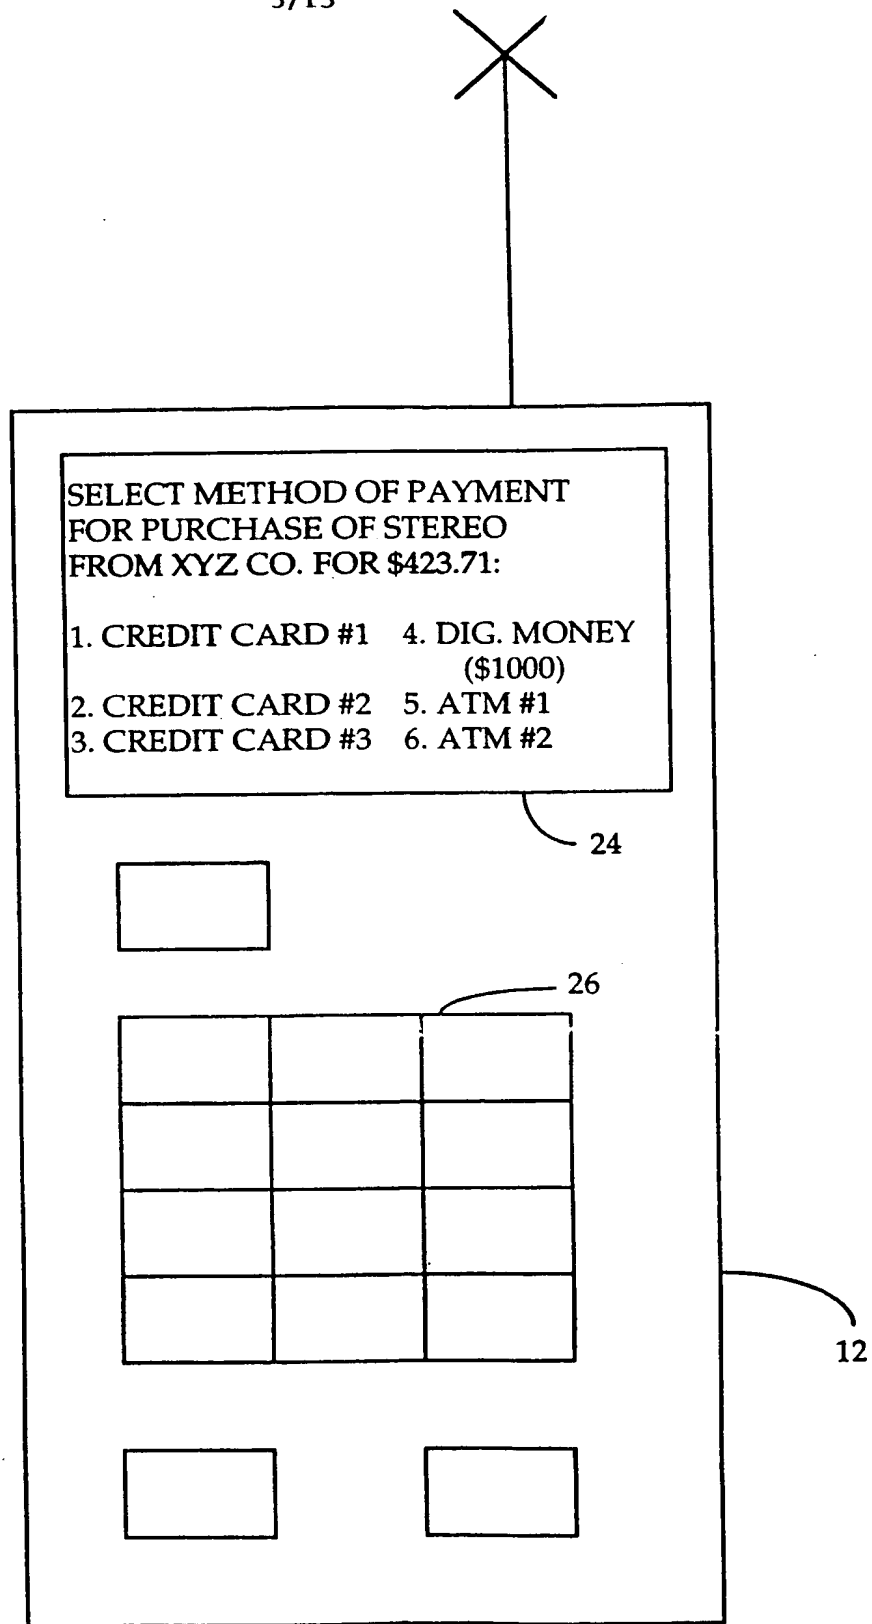 3/13
SELECT METHOD OF PAYMENT
FOR PURCHASE OF STEREO
FROM XYZ CO. FOR $423.71:
1. CREDIT CARD #1 4. DIG. MONEY
($1000)
2. CREDIT CARD #2 5. ATM #1
3. CREDIT CARD #3 6. ATM #2
24
26
12